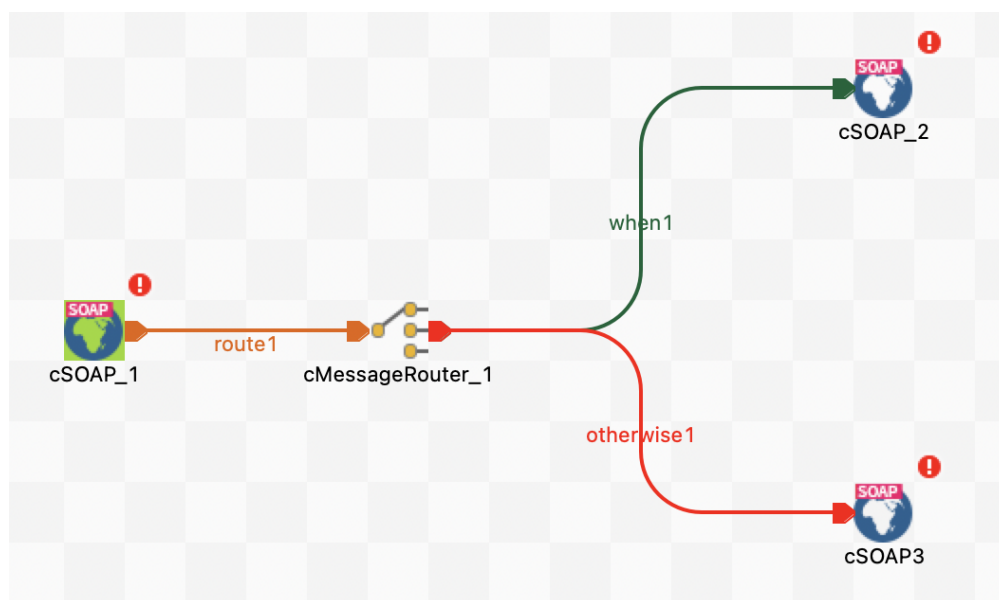 SOAP
cSOAP_2
when1
SOAP
cSOAP_1
route1
cMessageRouter_1
otherwise1
SOAP
cSOAP3